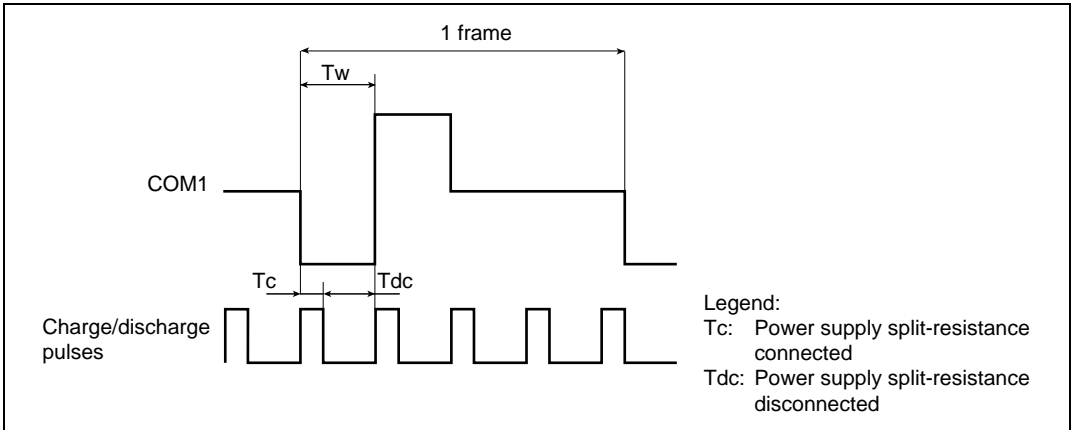 1 frame
Tw
COM1
Tc
Tdc
Charge/discharge
pulses
Legend:
Tc: Power supply split-resistance
connected
Tdc: Power supply split-resistance
disconnected